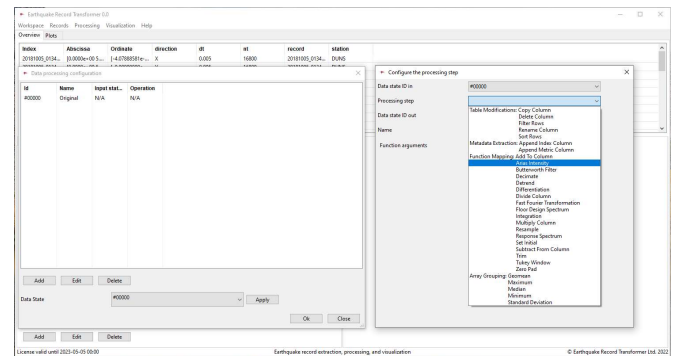 Earthquake Record Transformer 0.0
Workspace Records Processing Visualization Help
Overview Plots
Index Abscissa Ordinate direction dt nt record station
20181005_0134... [0.0000e+00 5.... [-4.07888581e-... X 0.005 16800 20181005_0134... DUNS
Data processing configuration
Id Name Input stat... Operation
#00000 Original N/A N/A
Add Edit Delete
Data State #00000 Apply
Ok Close
Configure the processing step
Data state ID in #00000
Processing step
Data state ID out
Name
Function arguments
Table Modifications: Copy Column
Delete Column
Filter Rows
Rename Column
Sort Rows
Metadata Extraction: Append Index Column
Append Metric Column
Function Mapping: Add To Column
Arias Intensity
Butterworth Filter
Decimate
Detrend
Differentiation
Divide Column
Fast Fourier Transformation
Floor Design Spectrum
Integration
Multiply Column
Resample
Response Spectrum
Set Initial
Subtract From Column
Trim
Tukey Window
Zero Pad
Array Grouping: Geomean
Maximum
Median
Minimum
Standard Deviation
Add Edit Delete
License valid until 2023-05-05 00:00 Earthquake record extraction, processing, and visualization © Earthquake Record Transformer Ltd. 2022